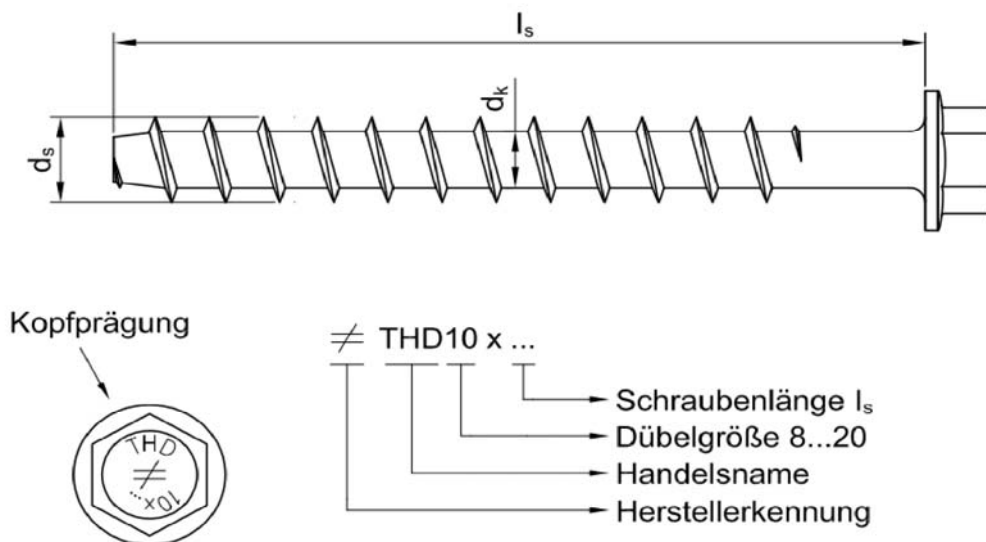 ls
dk
ds
Kopfprägung
≠ THD10 x ...
Schraubenlänge ls
Dübelgröße 8...20
Handelsname
Herstellerkennung
THD
≠
10x...